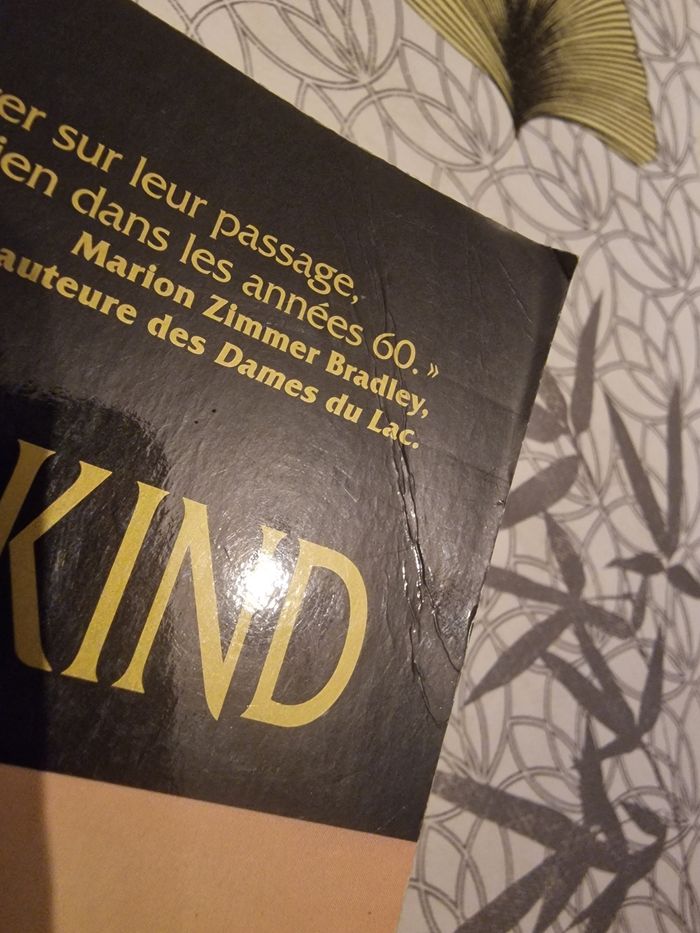 er sur leur passage,
ien dans les années 60. »
Marion Zimmer Bradley,
auteure des Dames du Lac.
KIND